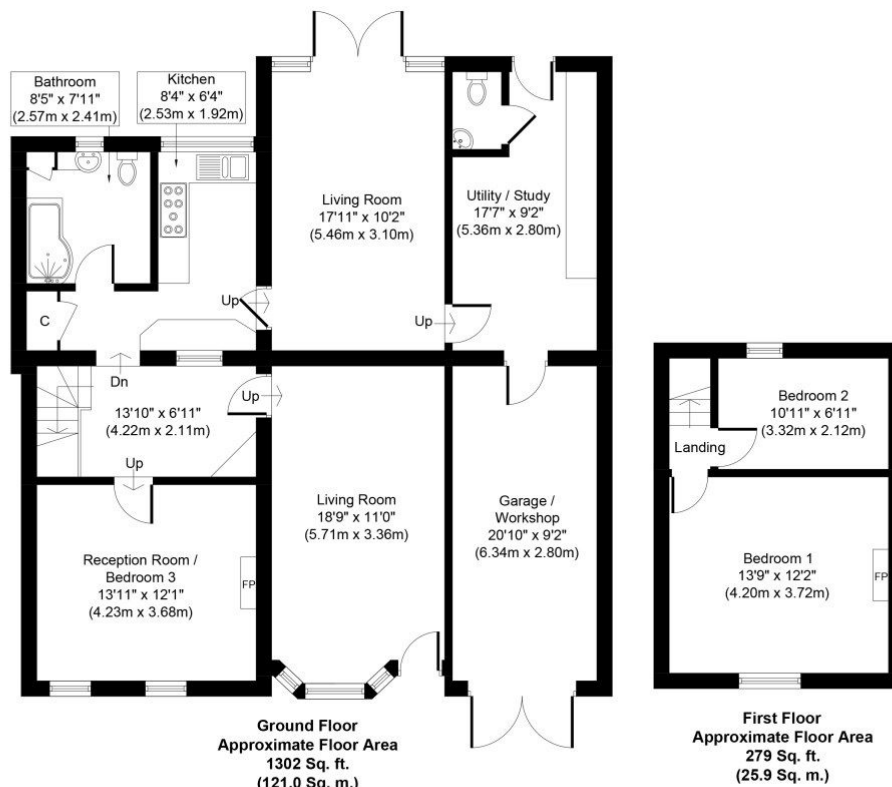 Bathroom
8'5" x 7'11"
(2.57m x 2.41m)
Kitchen
8'4" x 6'4"
(2.53m x 1.92m)
Living Room
17'11" x 10'2"
(5.46m x 3.10m)
Utility / Study
17'7" x 9'2"
(5.36m x 2.80m)
C
Up
Up
Dn
Up
13'10" x 6'11"
(4.22m x 2.11m)
Up
Reception Room /
Bedroom 3
13'11" x 12'1"
(4.23m x 3.68m)
FP
Living Room
18'9" x 11'0"
(5.71m x 3.36m)
Garage /
Workshop
20'10" x 9'2"
(6.34m x 2.80m)
Bedroom 2
10'11" x 6'11"
(3.32m x 2.12m)
Landing
Bedroom 1
13'9" x 12'2"
(4.20m x 3.72m)
FP
Ground Floor
Approximate Floor Area
1302 Sq. ft.
(121.0 Sq. m.)
First Floor
Approximate Floor Area
279 Sq. ft.
(25.9 Sq. m.)